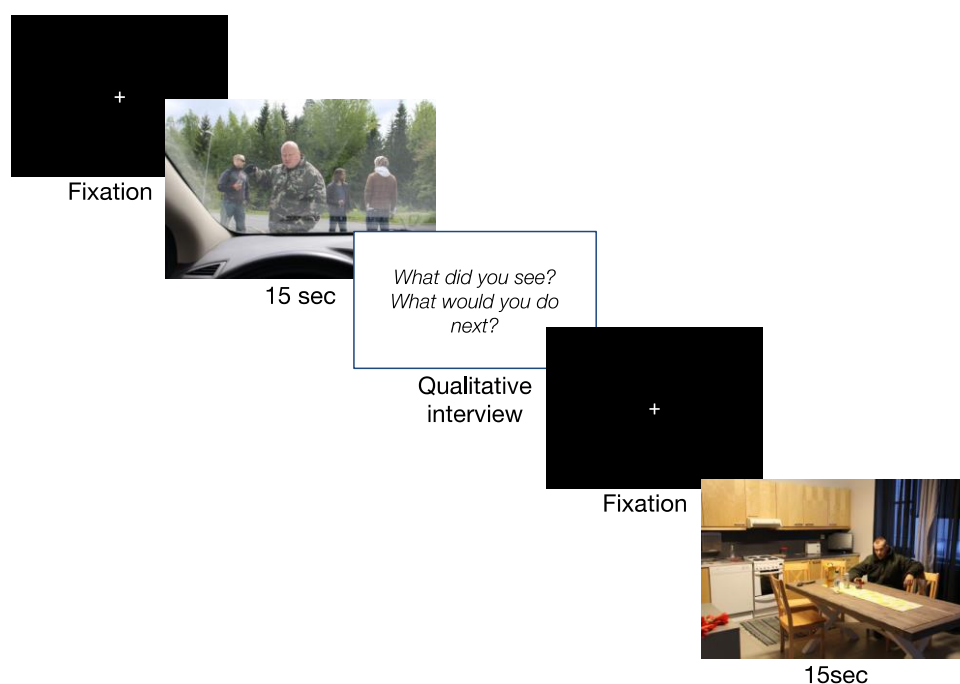 Fixation
15 sec
What did you see?
What would you do
next?
Qualitative
interview
Fixation
15sec